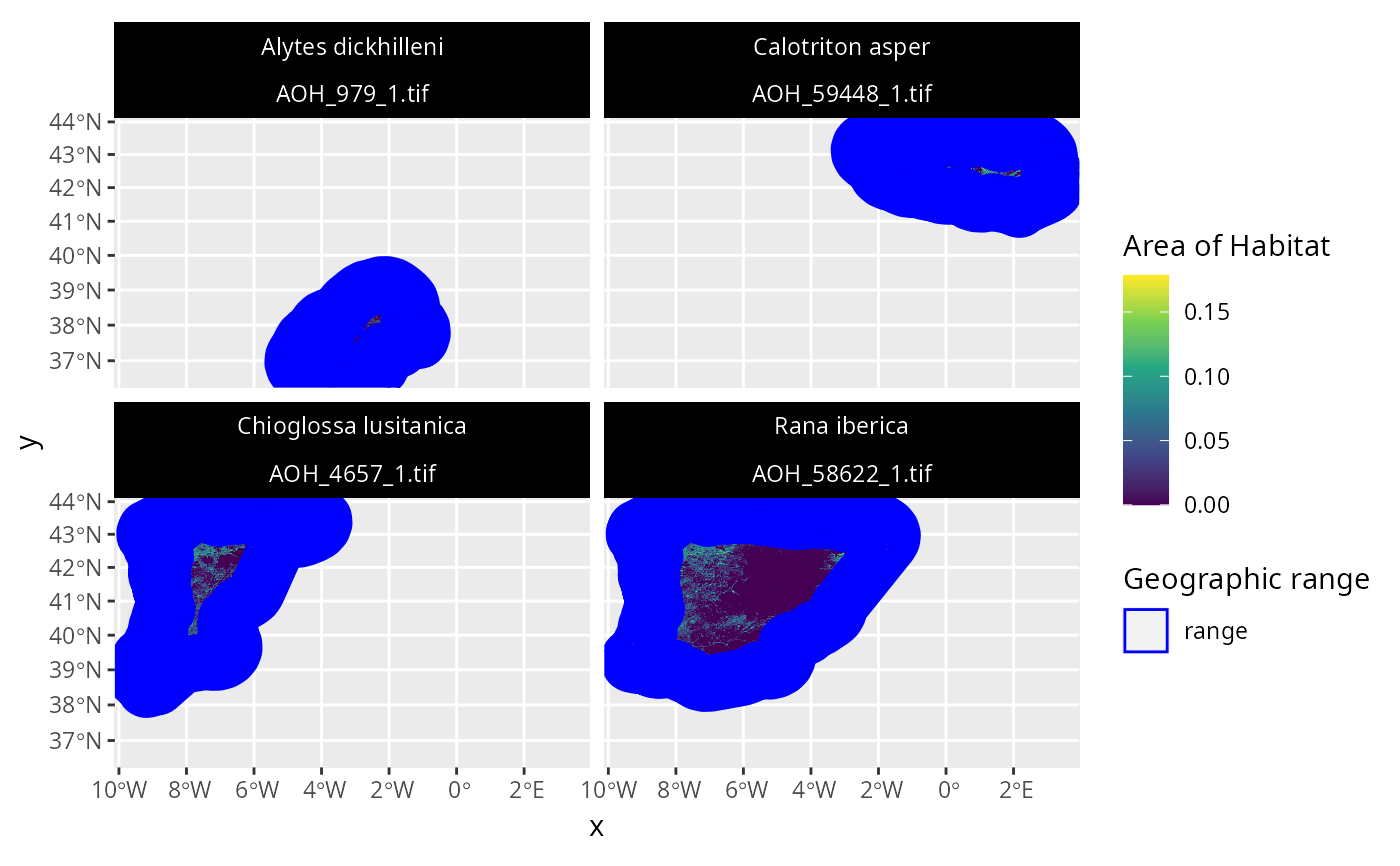 Alytes dickhilleni
AOH_979_1.tif
Calotriton asper
AOH_59448_1.tif
44°N
43°N
42°N
41°N
40°N
39°N
38°N
37°N
Chioglossa lusitanica
AOH_4657_1.tif
Rana iberica
AOH_58622_1.tif
44°N
43°N
42°N
41°N
40°N
39°N
38°N
37°N
10°W 8°W 6°W 4°W 2°W 0° 2°E
10°W 8°W 6°W 4°W 2°W 0° 2°E
x
y
Area of Habitat
0.15
0.10
0.05
0.00
Geographic range
range